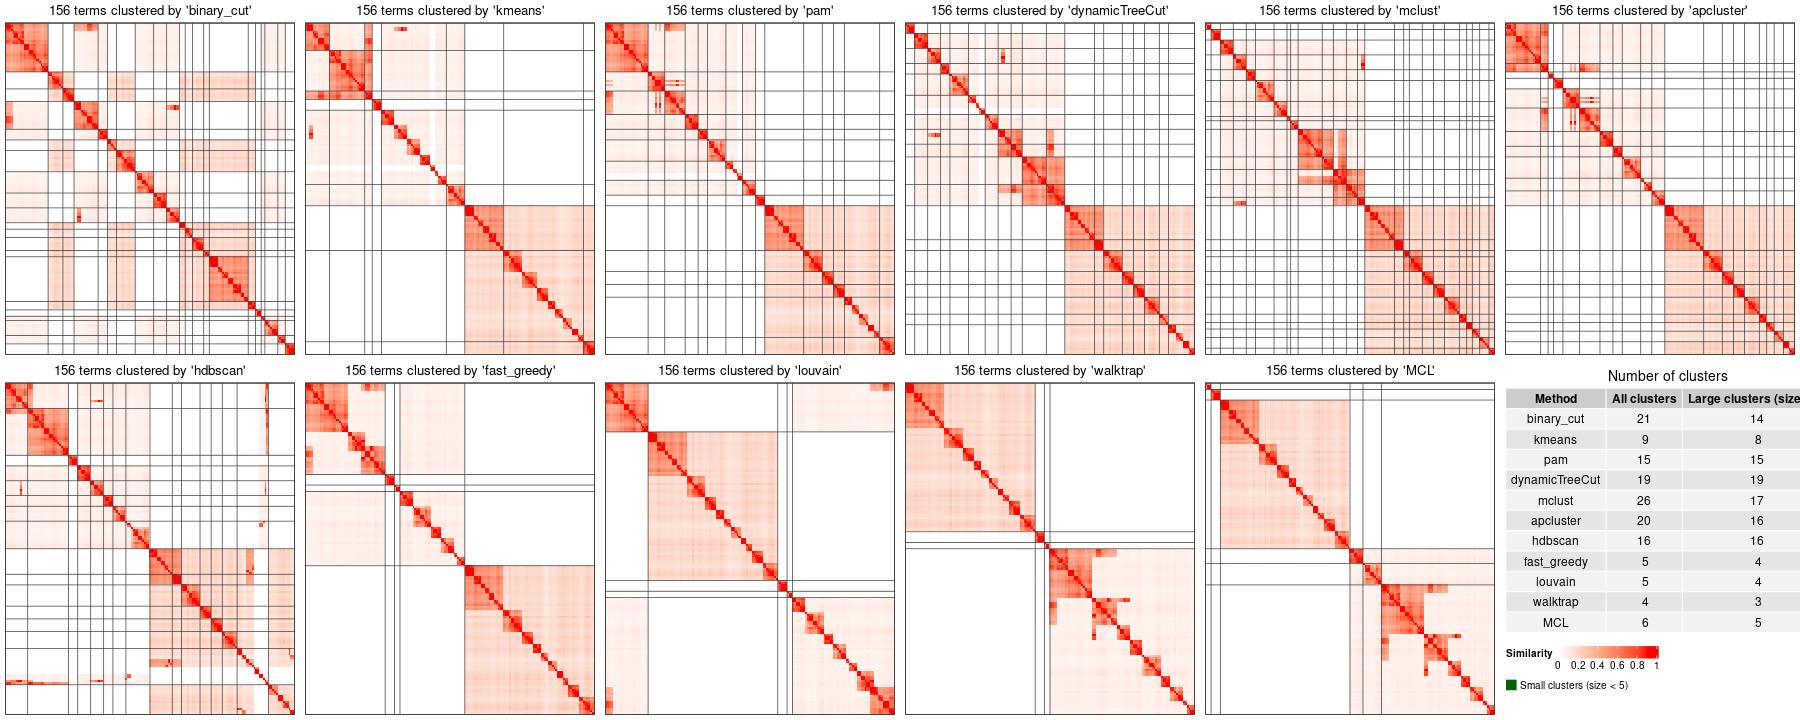 156 terms clustered by 'binary_cut'
156 terms clustered by 'kmeans'
156 terms clustered by 'pam'
156 terms clustered by 'dynamicTreeCut'
156 terms clustered by 'mclust'
156 terms clustered by 'apcluster'
156 terms clustered by 'hdbscan'
156 terms clustered by 'fast_greedy'
156 terms clustered by 'louvain'
156 terms clustered by 'walktrap'
156 terms clustered by 'MCL'
Number of clusters
Method All clusters Large clusters (size
binary_cut 21 14
kmeans 9 8
pam 15 15
dynamicTreeCut 19 19
mclust 26 17
apcluster 20 16
hdbscan 16 16
fast_greedy 5 4
louvain 5 4
walktrap 4 3
MCL 6 5
Similarity
0 0.2 0.4 0.6 0.8 1
Small clusters (size < 5)